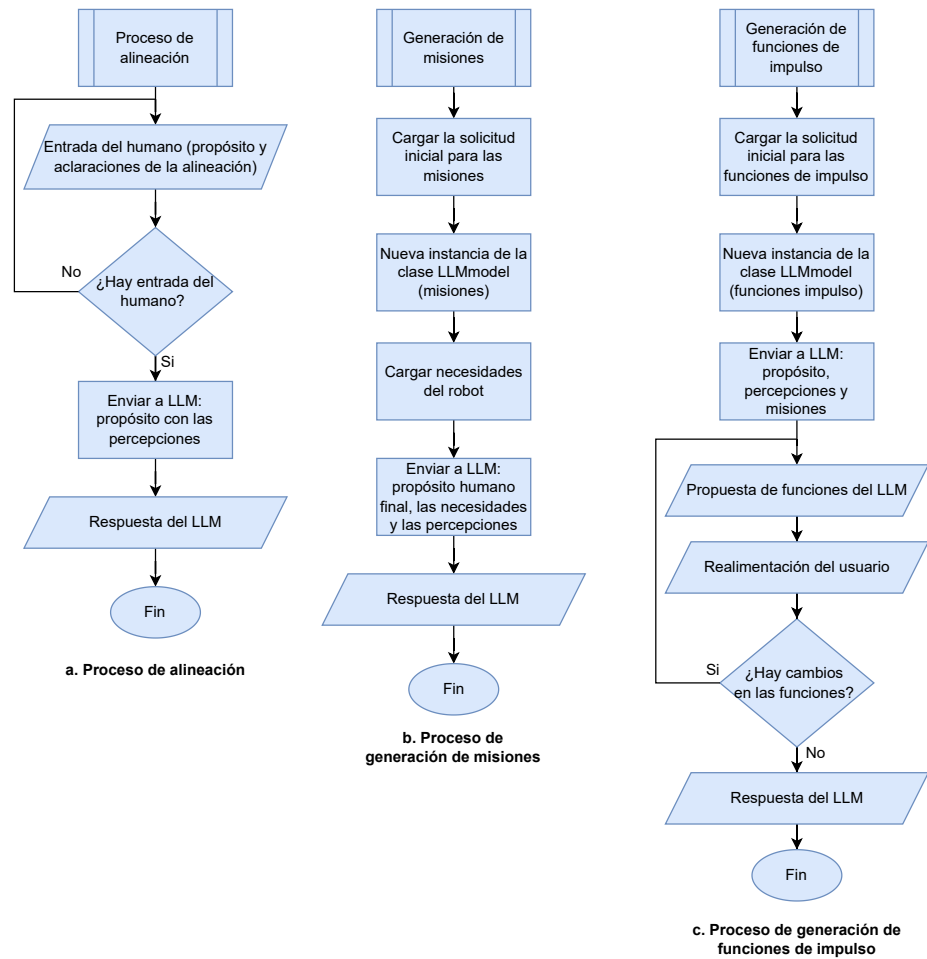 Proceso de
alineación
Entrada del humano (propósito y
aclaraciones de la alineación)
No
¿Hay entrada del
humano?
Si
Enviar a LLM:
propósito con las
percepciones
Respuesta del LLM
Fin
a. Proceso de alineación
Generación de
misiones
Cargar la solicitud
inicial para las
misiones
Nueva instancia de la
clase LLMmodel
(misiones)
Cargar necesidades
del robot
Enviar a LLM:
propósito humano
final, las necesidades
y las percepciones
Respuesta del LLM
Fin
b. Proceso de
generación de misiones
Generación de
funciones de
impulso
Cargar la solicitud
inicial para las
funciones de impulso
Nueva instancia de la
clase LLMmodel
(funciones impulso)
Enviar a LLM:
propósito,
percepciones y
misiones
Propuesta de funciones del LLM
Realimentación del usuario
Si
¿Hay cambios
en las funciones?
No
Respuesta del LLM
Fin
c. Proceso de generación de
funciones de impulso